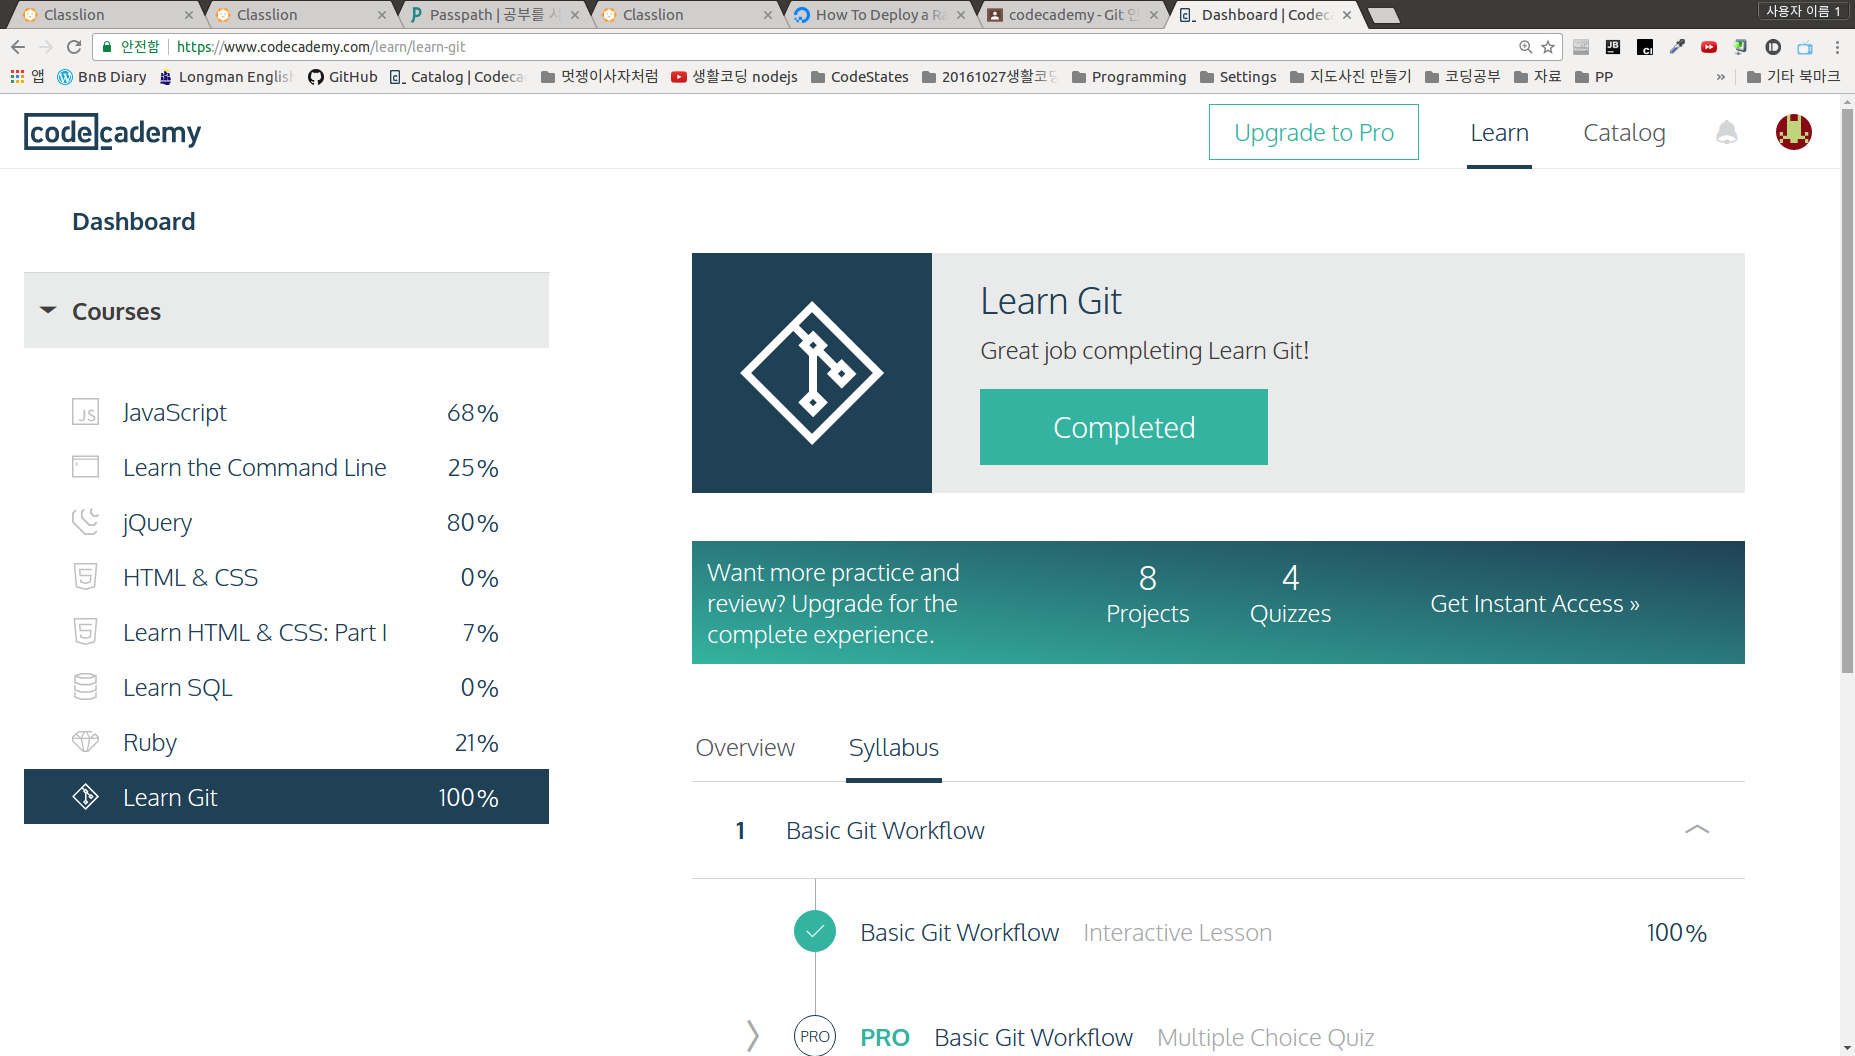 Classlion
Classlion
Passpath | 공부를 시
Classlion
How To Deploy a Ra
codecademy - Git 인
Dashboard | Codeca
사용자 이름 1
안전함
https://www.codecademy.com/learn/learn-git
앱
BnB Diary
Longman English
GitHub
Catalog | Codeca
멋쟁이사자처럼
생활코딩 nodejs
CodeStates
20161027생활코딩
Programming
Settings
지도사진 만들기
코딩공부
자료
PP
»
기타 북마크
codecademy
Upgrade to Pro
Learn
Catalog
Dashboard
Courses
JS JavaScript 68%
Learn the Command Line 25%
jQuery 80%
HTML & CSS 0%
Learn HTML & CSS: Part I 7%
Learn SQL 0%
Ruby 21%
Learn Git 100%
Learn Git
Great job completing Learn Git!
Completed
Want more practice and
review? Upgrade for the
complete experience.
8
Projects
4
Quizzes
Get Instant Access »
Overview Syllabus
1 Basic Git Workflow
Basic Git Workflow Interactive Lesson 100%
PRO PRO Basic Git Workflow Multiple Choice Quiz